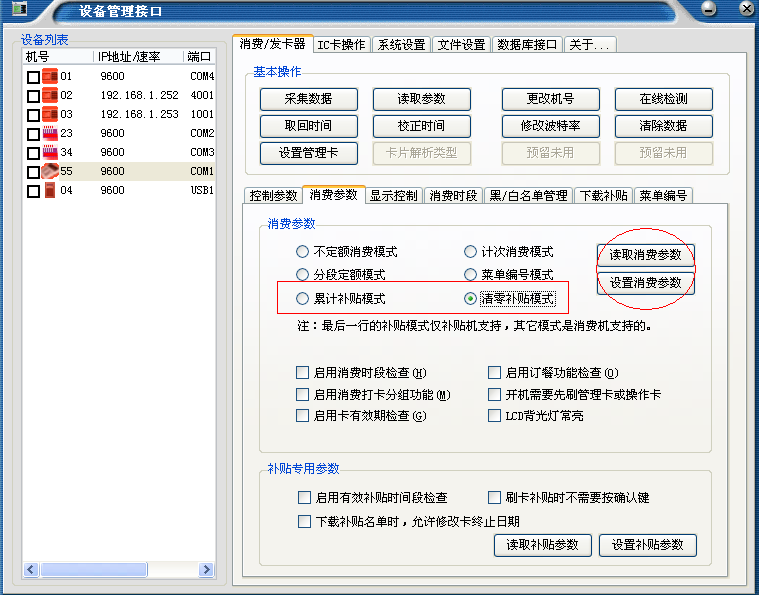 设备管理接口
设备列表
机号 IP地址/速率 端口
01 9600 COM4
02 192.168.1.252 4001
03 192.168.1.253 1001
23 9600 COM2
34 9600 COM3
55 9600 COM1
04 9600 USB1
消费/发卡器 IC卡操作 系统设置 文件设置 数据库接口 关于...
基本操作
采集数据 读取参数 更改机号 在线检测
取回时间 校正时间 修改波特率 清除数据
设置管理卡 卡片解析类型 预留未用 预留未用
控制参数 消费参数 显示控制 消费时段 黑/白名单管理 下载补贴 菜单编号
消费参数
不定额消费模式 计次消费模式 读取消费参数
分段定额模式 菜单编号模式 设置消费参数
累计补贴模式 清零补贴模式
注：最后一行的补贴模式仅补贴机支持，其它模式是消费机支持的。
启用消费时段检查(H) 启用订餐功能检查(O)
启用消费打卡分组功能(M) 开机需要先刷管理卡或操作卡
启用卡有效期检查(G) LCD背光灯常亮
补贴专用参数
启用有效补贴时间段检查 刷卡补贴时不需要按确认键
下载补贴名单时，允许修改卡终止日期
读取补贴参数 设置补贴参数